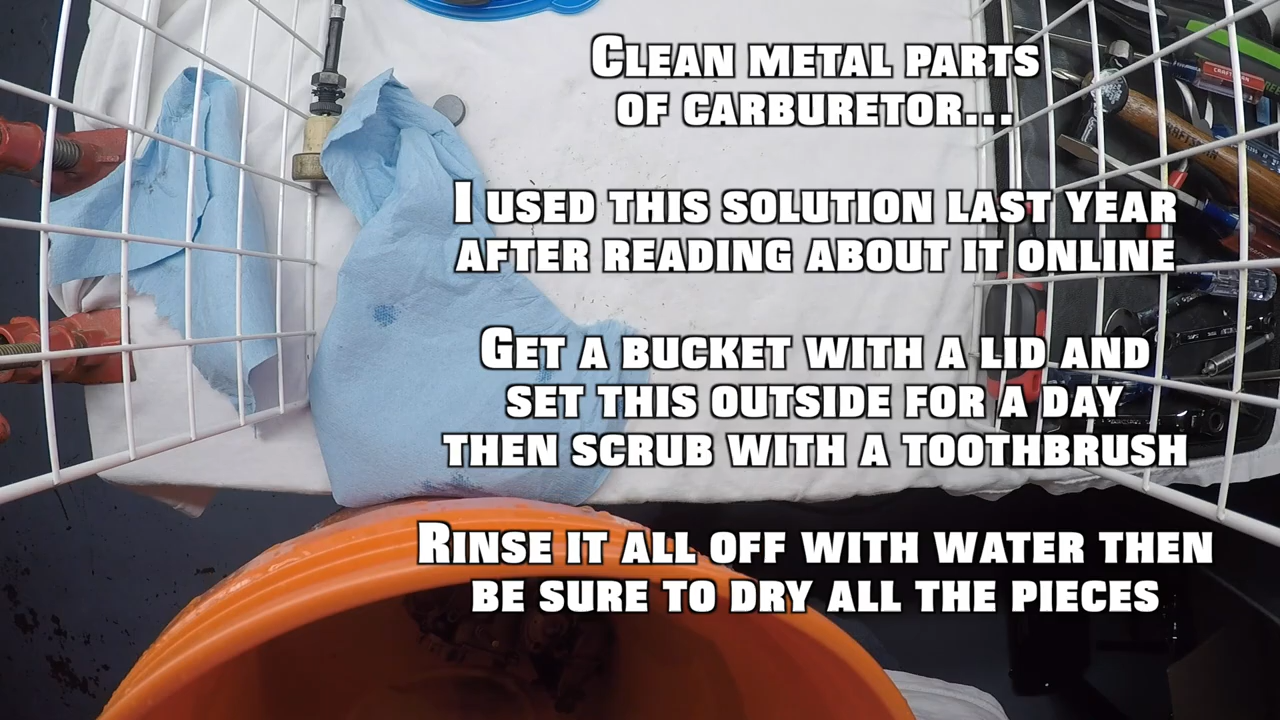 Clean metal parts
of carburetor...
I used this solution last year
after reading about it online
Get a bucket with a lid and
set this outside for a day
then scrub with a toothbrush
Rinse it all off with water then
be sure to dry all the pieces
CRAFTSMAN
CRAFTSMAN